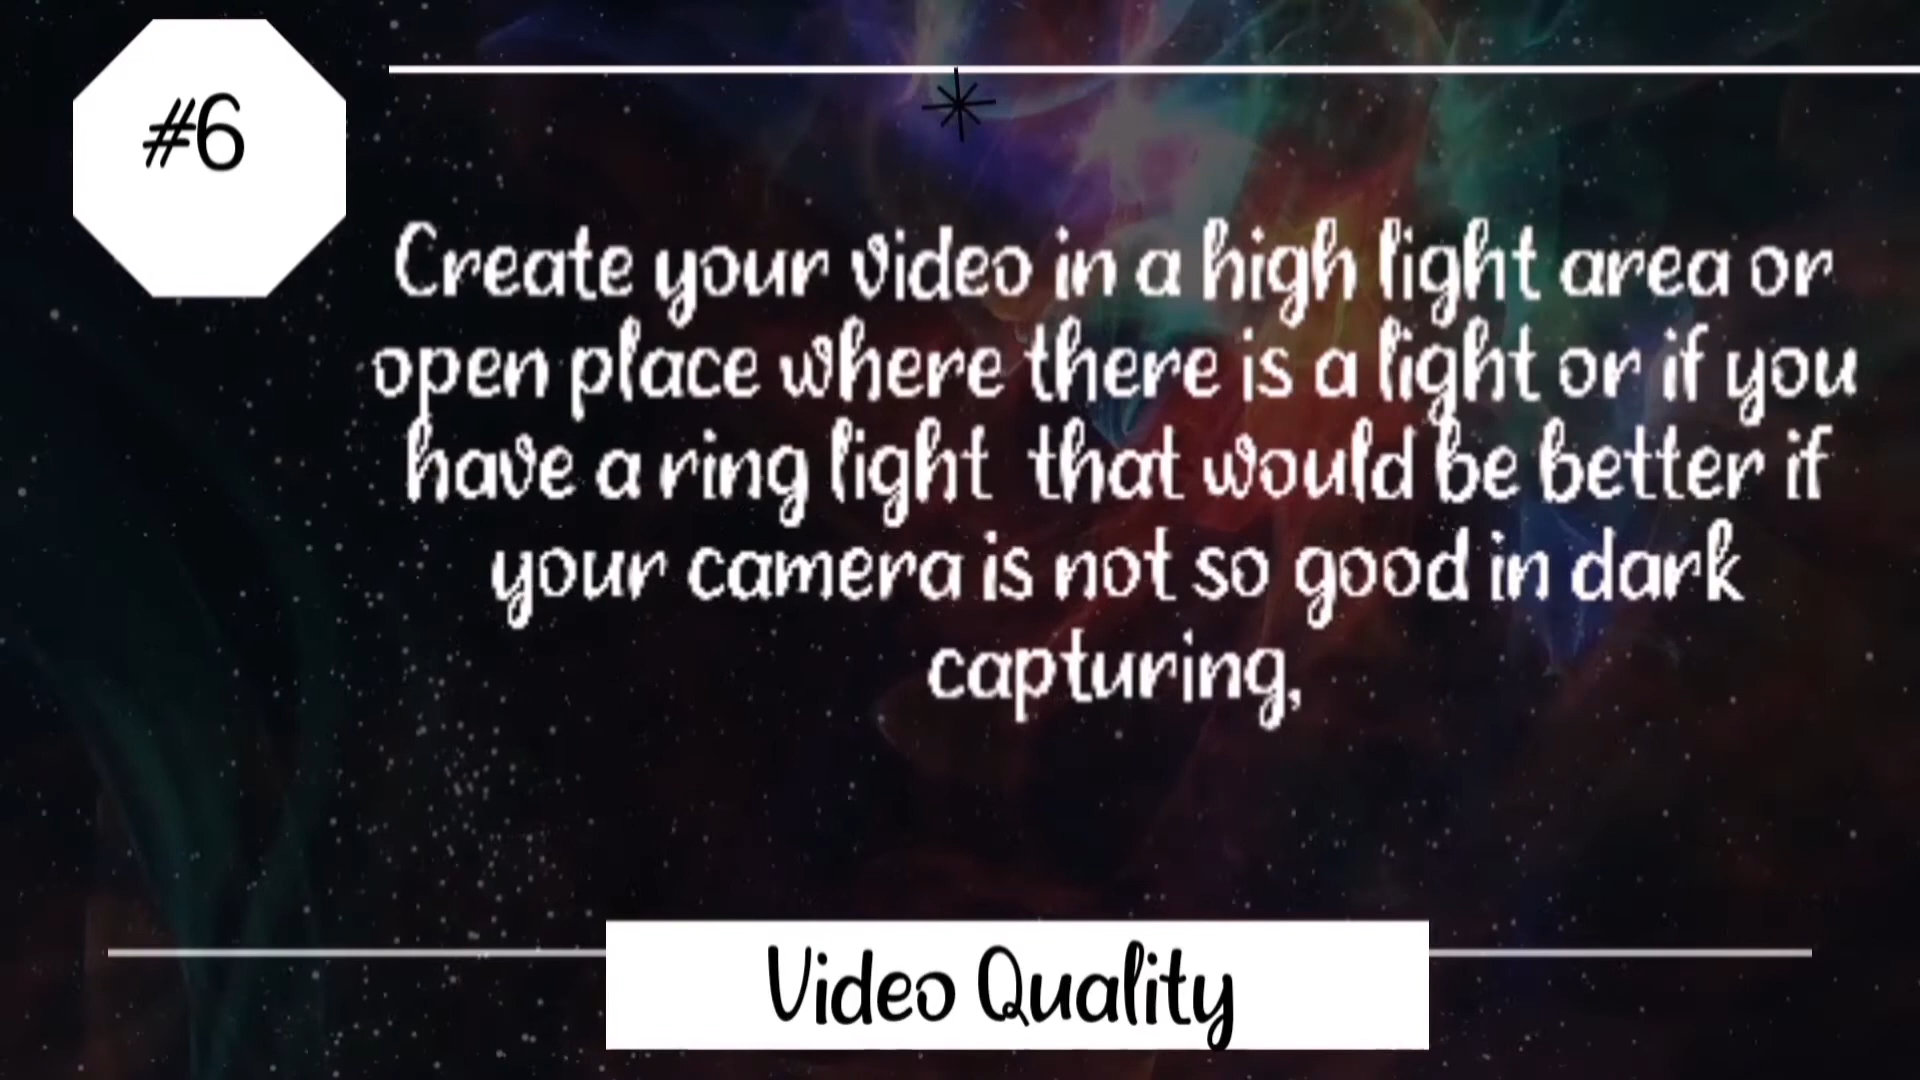 #6
Create your video in a high light area or
open place where there is a light or if you
have a ring light that would be better if
your camera is not so good in dark
capturing,
Video Quality